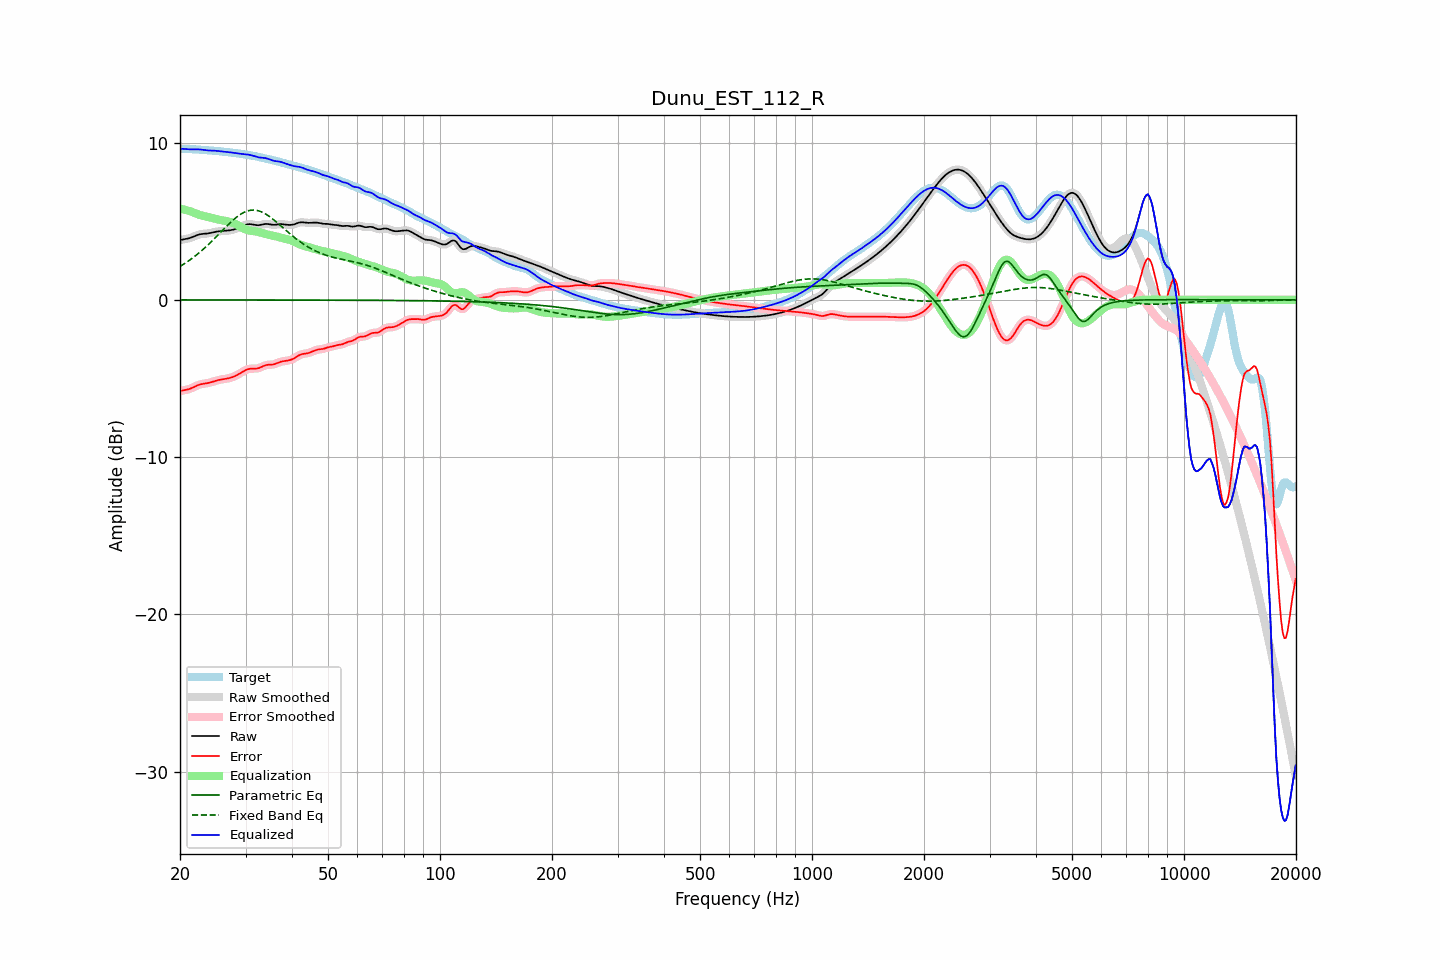 Dunu_EST_112_R
10
0
−10
−20
−30
Amplitude (dBr)
Target
Raw Smoothed
Error Smoothed
Raw
Error
Equalization
Parametric Eq
Fixed Band Eq
Equalized
20 50 100 200 500 1000 2000 5000 10000 20000
Frequency (Hz)